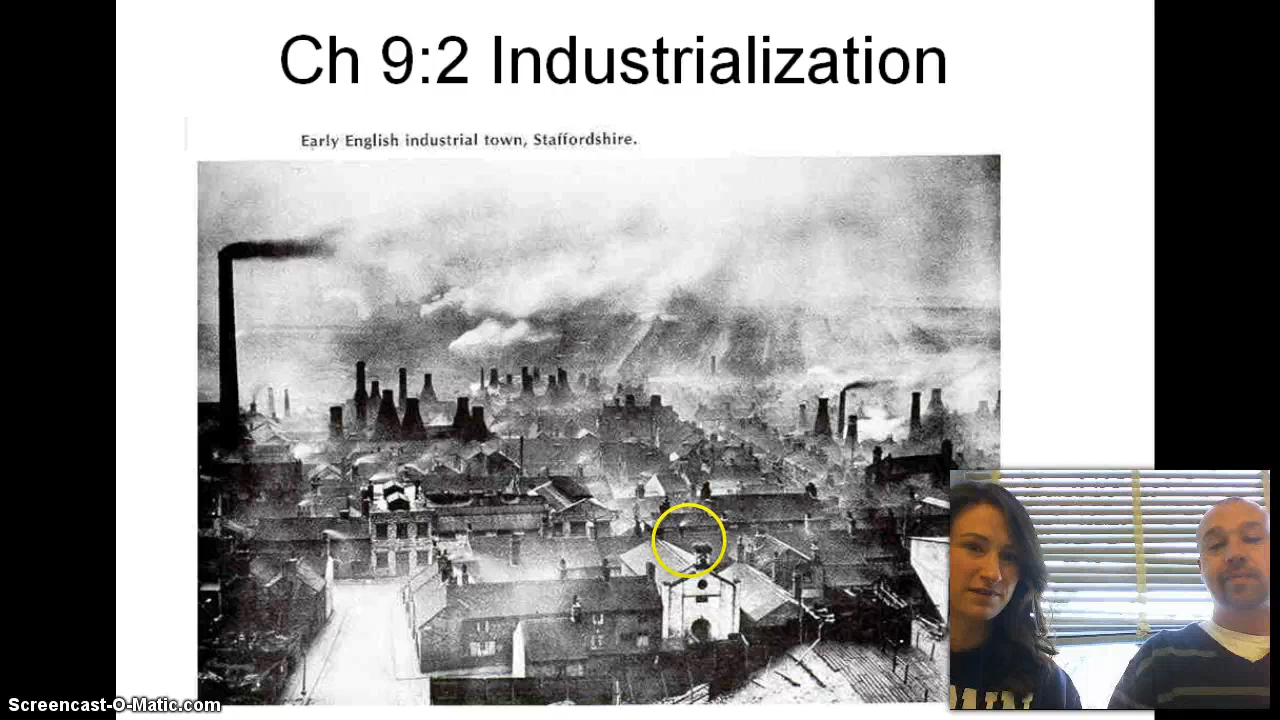 Ch 9:2 Industrialization
Early English industrial town, Staffordshire.
Screencast-O-Matic.com